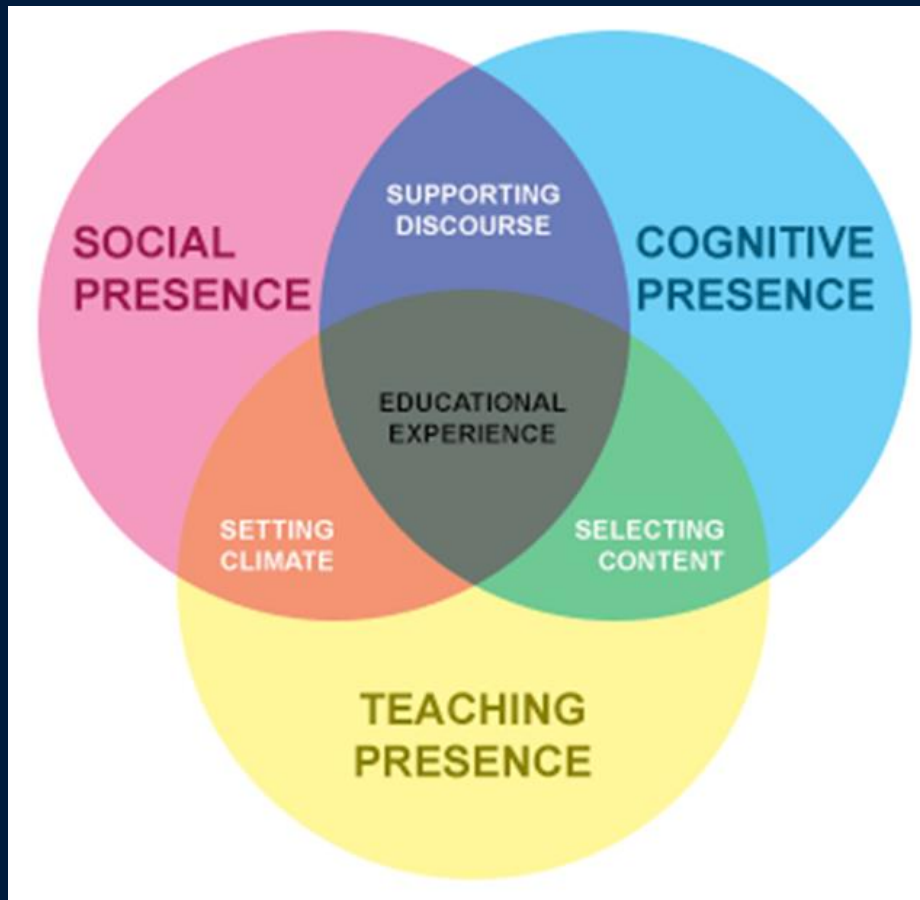 SUPPORTING
DISCOURSE
SOCIAL
PRESENCE
COGNITIVE
PRESENCE
EDUCATIONAL
EXPERIENCE
SETTING
CLIMATE
SELECTING
CONTENT
TEACHING
PRESENCE